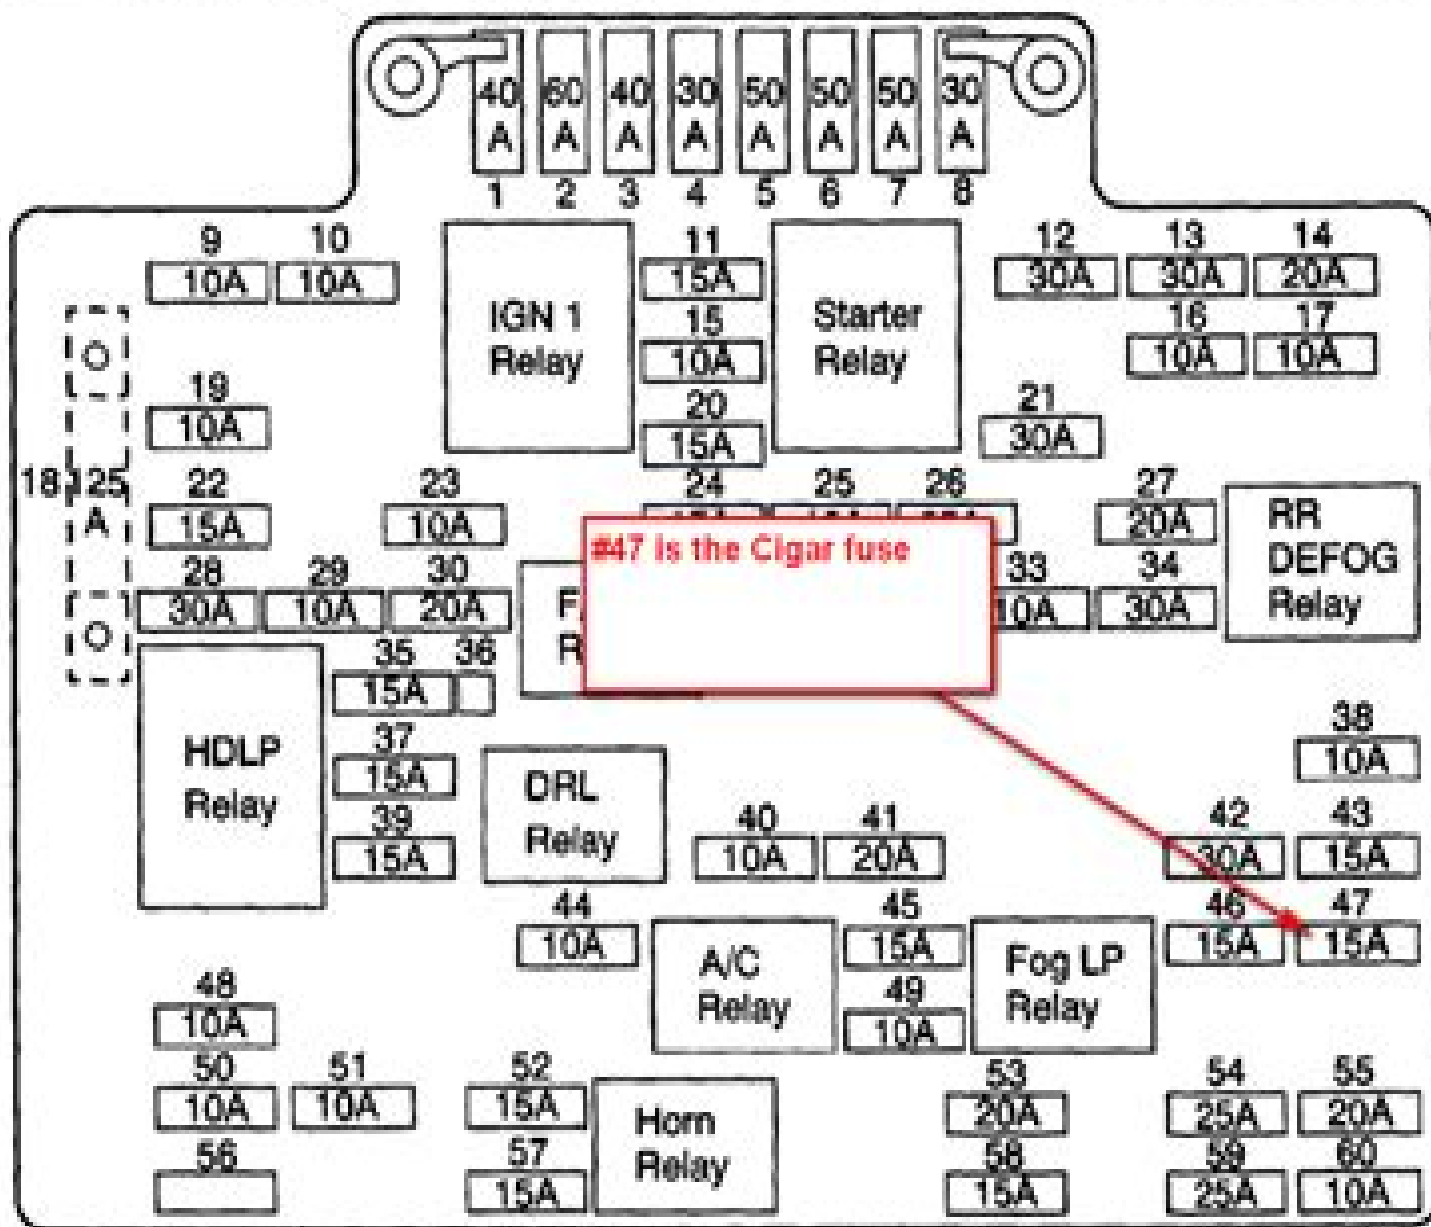 40 60 40 30 50 50 50 30
A A A A A A A A
1 2 3 4 5 6 7 8
9 10 11 12 13 14
10A 10A 15A 30A 30A 20A
IGN 1
Relay
Starter
Relay
15 16 17
10A 10A 10A
19 20 21
10A 15A 30A
18 125
A
22 23 24 25 26 27
15A 10A 20A
RR
DEFOG
Relay
#47 is the Cigar fuse
28 29 30 33 34
30A 10A 20A 10A 30A
F
R
35 36
15A
HDLP
Relay
37 38
15A 10A
DRL
Relay
39 40 41 42 43
15A 10A 20A 30A 15A
44 45 46 47
10A 15A 15A 15A
A/C
Relay
Fog LP
Relay
48 49
10A 10A
50 51 52 53 54 55
10A 10A 15A 20A 25A 20A
Horn
Relay
56 57 58 59 60
15A 15A 25A 10A